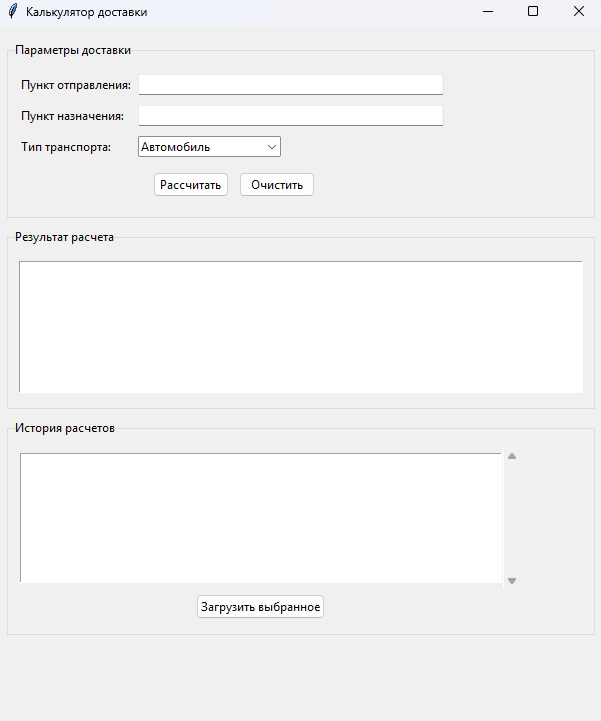 Калькулятор доставки
Параметры доставки
Пункт отправления:
Пункт назначения:
Тип транспорта: Автомобиль
Рассчитать Очистить
Результат расчета
История расчетов
Загрузить выбранное